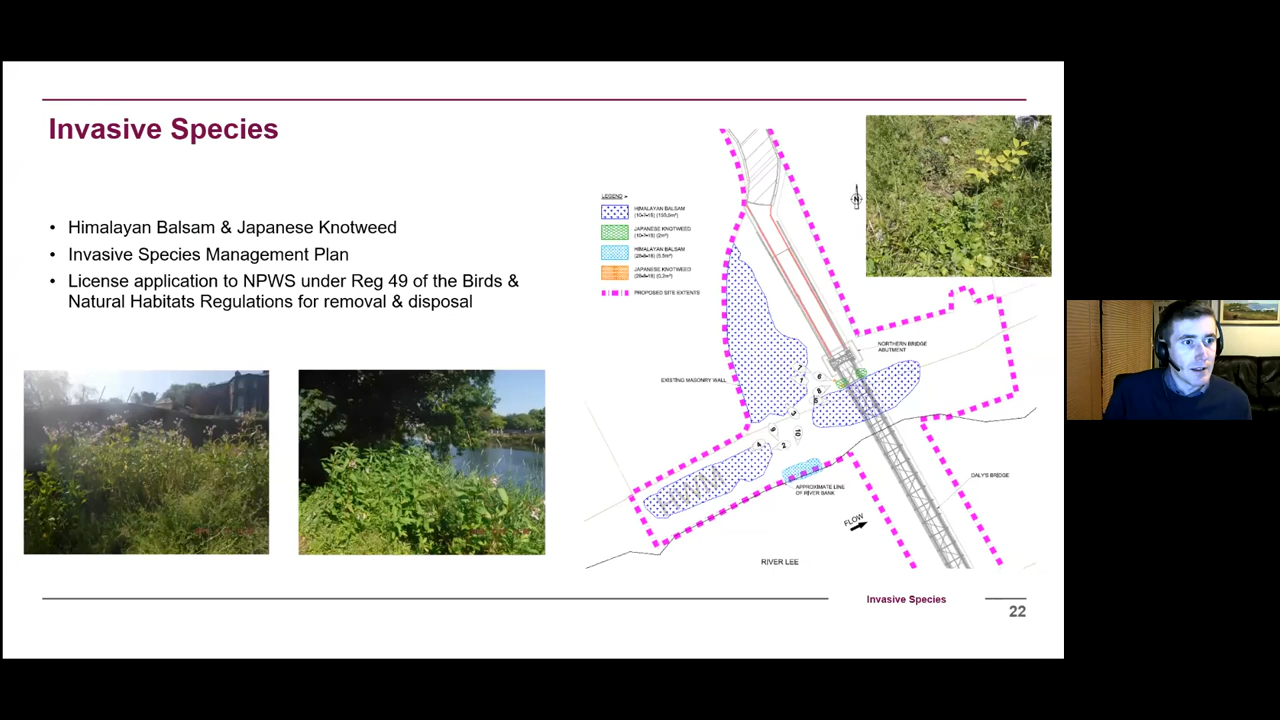 Invasive Species
• Himalayan Balsam & Japanese Knotweed
• Invasive Species Management Plan
• License application to NPWS under Reg 49 of the Birds &
Natural Habitats Regulations for removal & disposal
LEGEND
HIMALAYAN BALSAM
JAPANESE KNOTWEED
HIMALAYAN BALSAM
JAPANESE KNOTWEED
PROPOSED SITE EXTENTS
N
NORTHERN BRIDGE
ABUTMENT
EXISTING MASONRY WALL
DALY'S BRIDGE
APPROXIMATE LINE
OF RIVER BANK
FLOW
RIVER LEE
Invasive Species
22